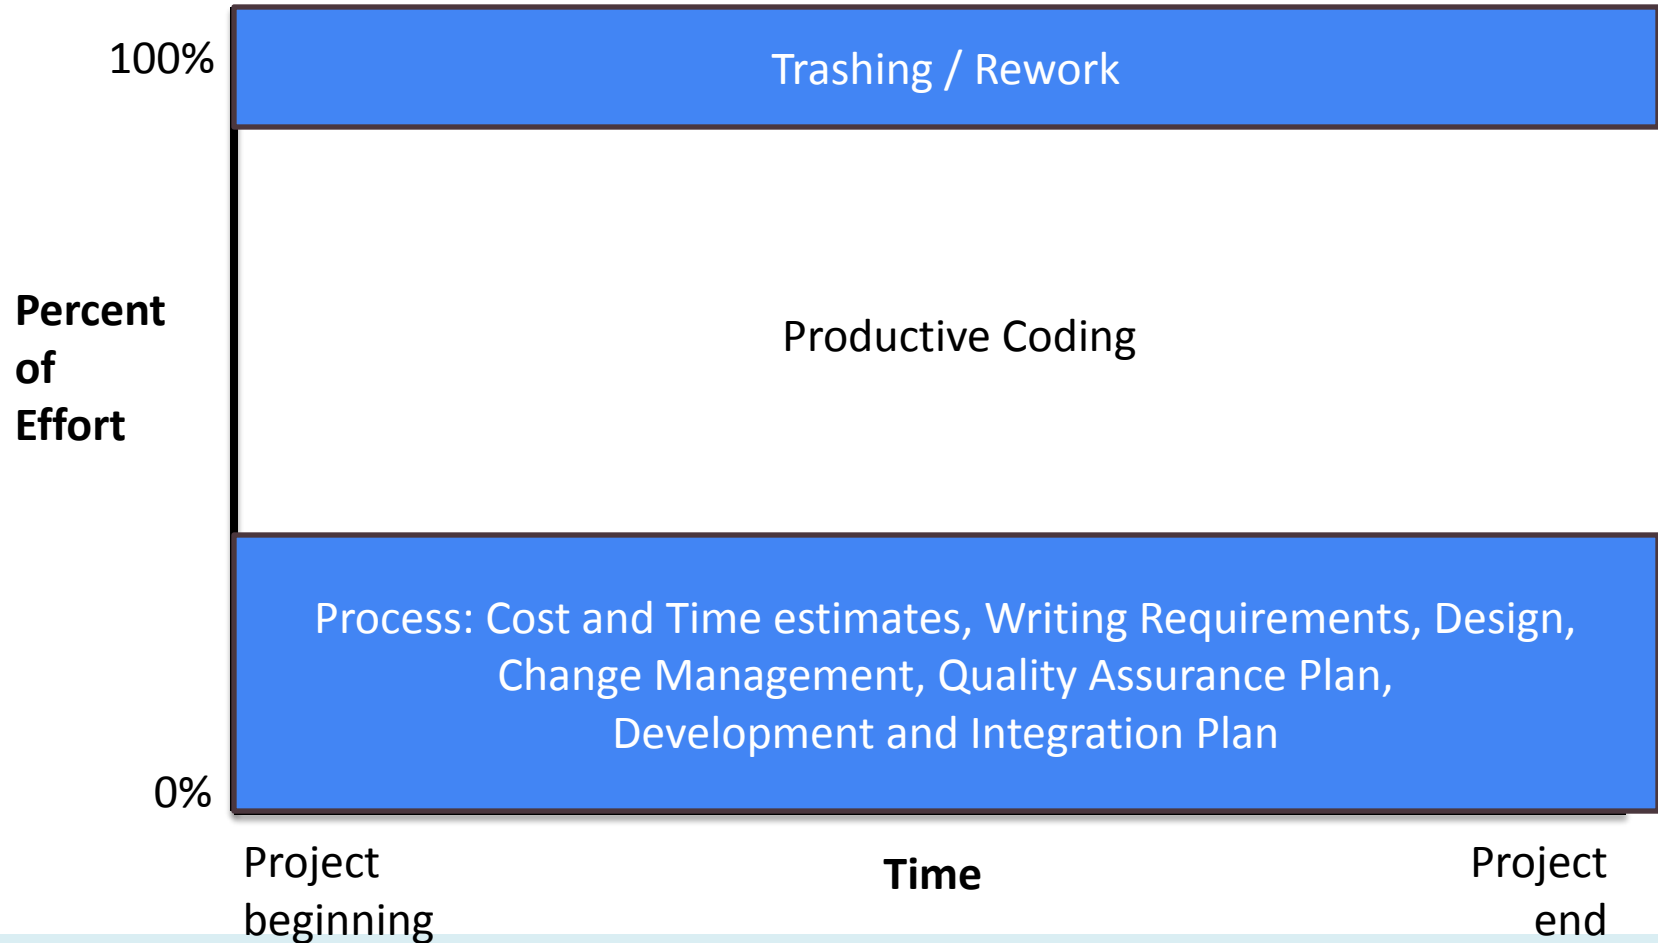 100%
Trashing / Rework
Percent
of
Effort
Productive Coding
Process: Cost and Time estimates, Writing Requirements, Design,
Change Management, Quality Assurance Plan,
Development and Integration Plan
0%
Project
beginning
Time
Project
end